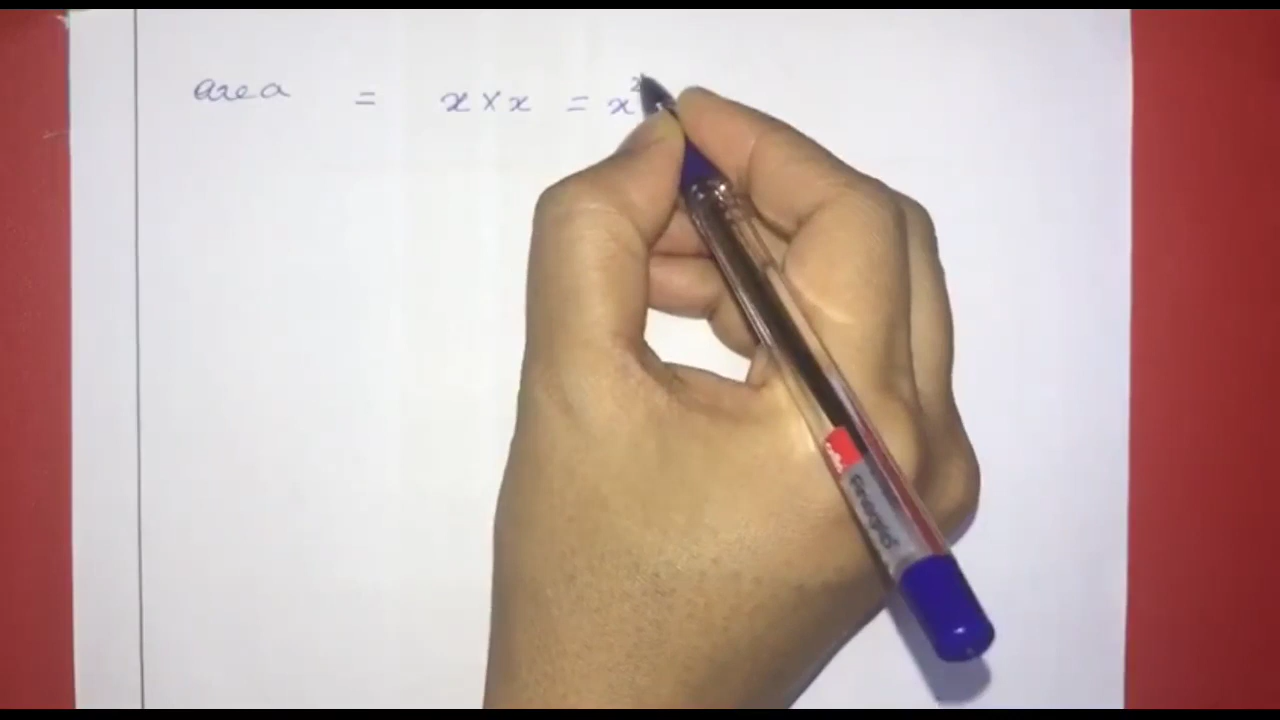 area = x × x = x²